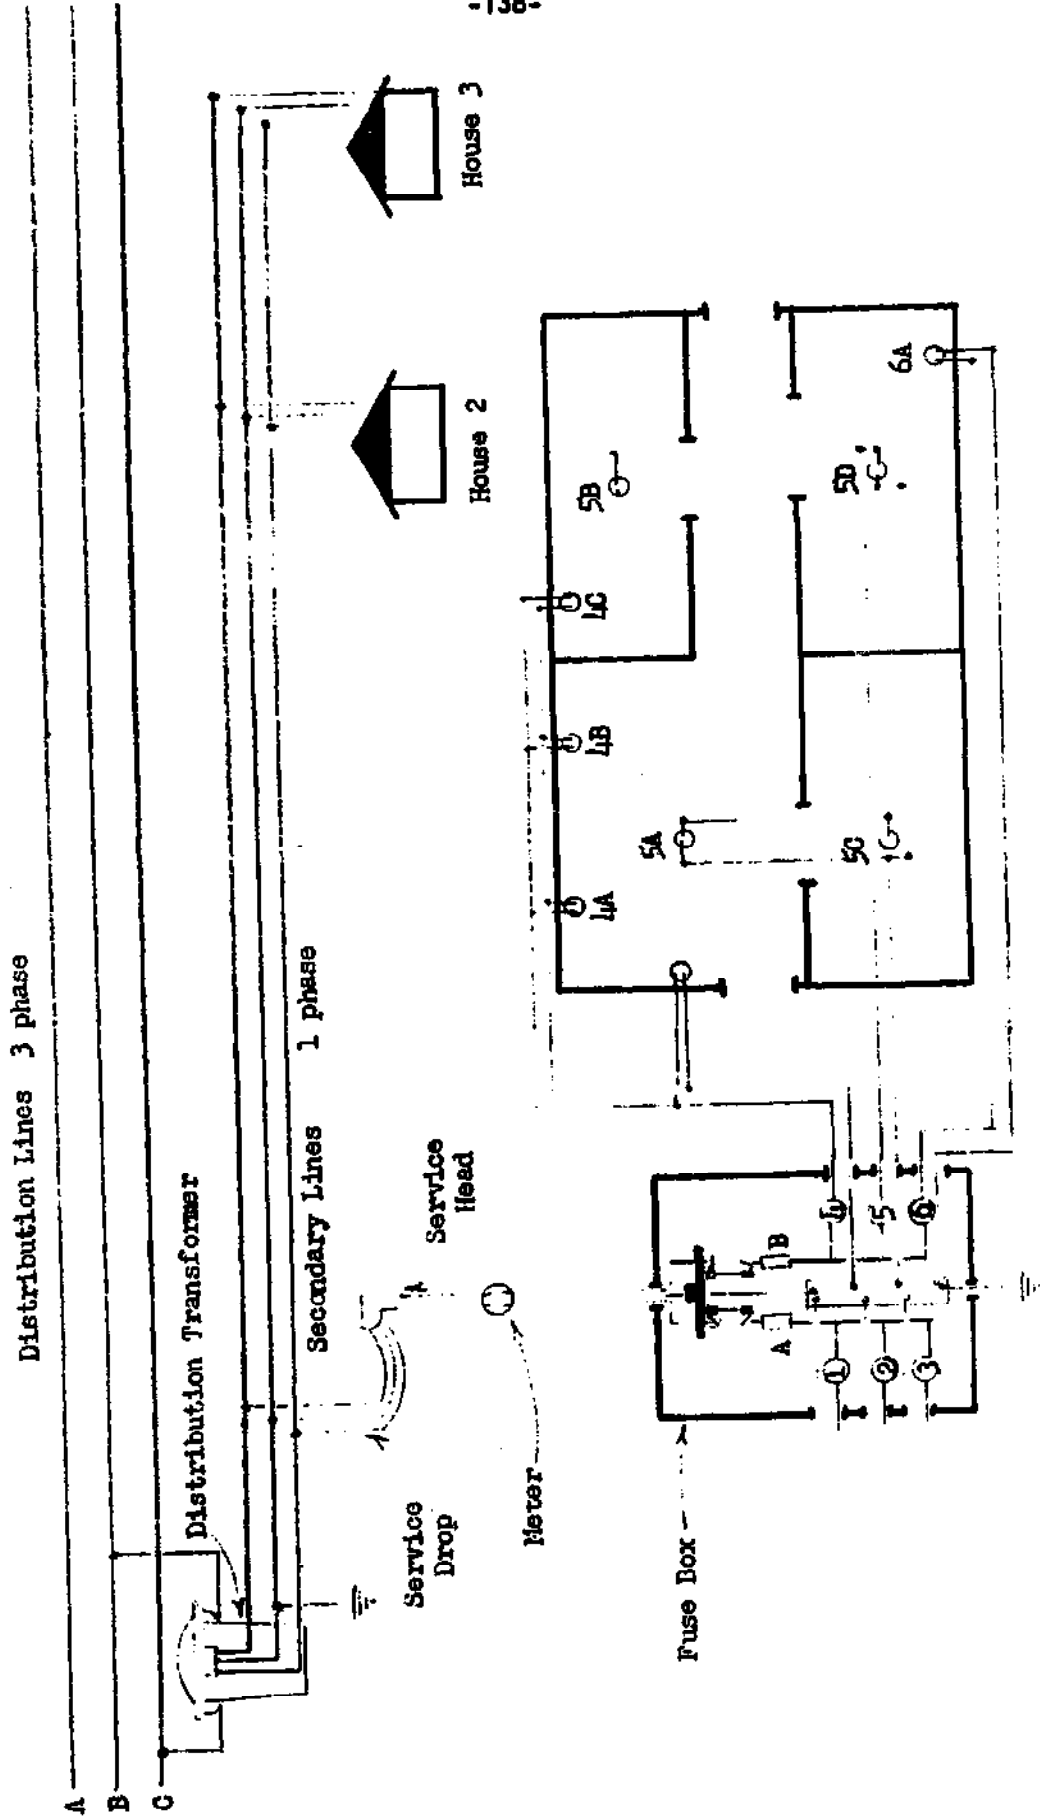 -138-
Distribution Lines 3 phase
A
B
C
Distribution Transformer
Secondary Lines 1 phase
House 2
House 3
Service
Drop
Service
Head
Meter
Fuse Box
A
B
1
2
3
4
5
6
4A
4B
4C
5A
5B
5C
5D
6A